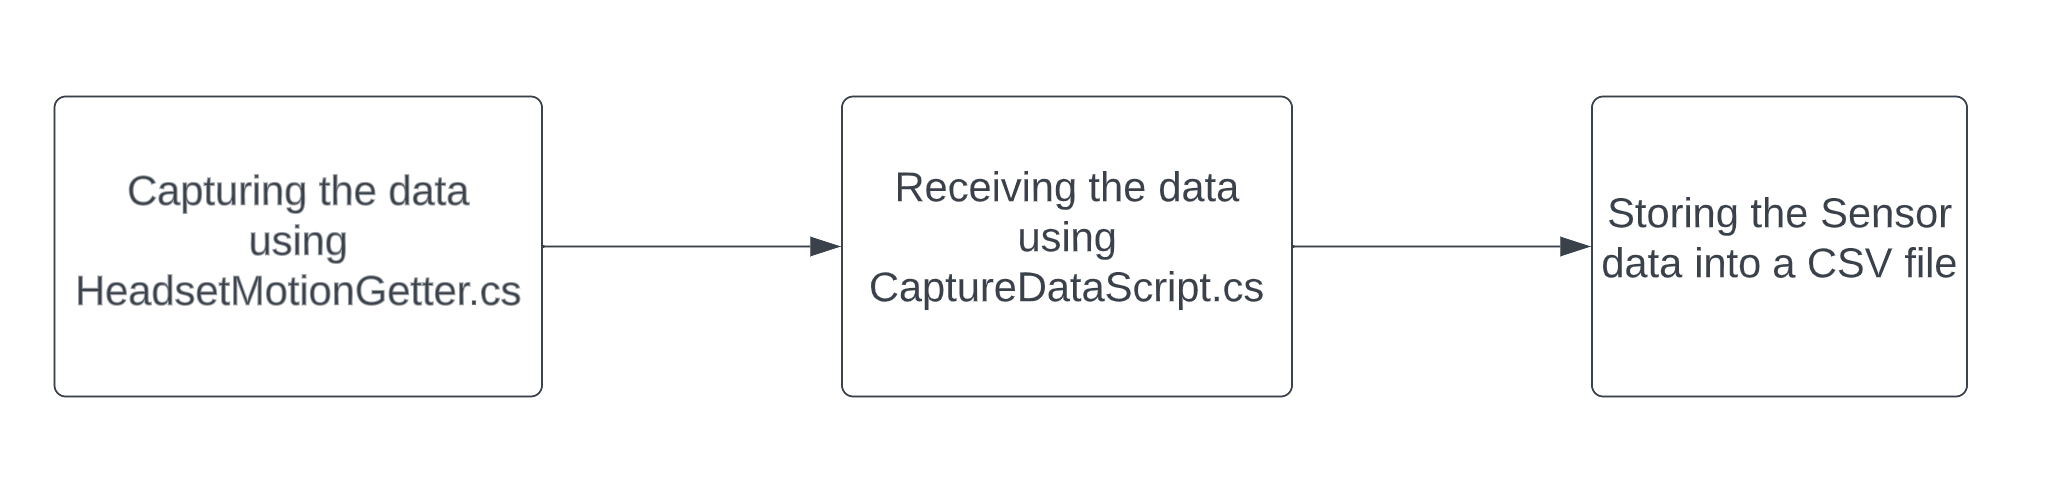 Capturing the data
using
HeadsetMotionGetter.cs
Receiving the data
using
CaptureDataScript.cs
Storing the Sensor
data into a CSV file